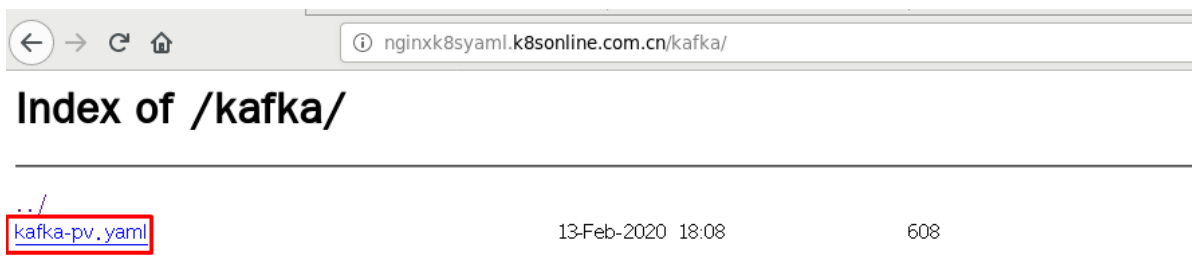 nginxk8syaml.k8sonline.com.cn/kafka/
Index of /kafka/
../
kafka-pv.yaml 13-Feb-2020 18:08 608